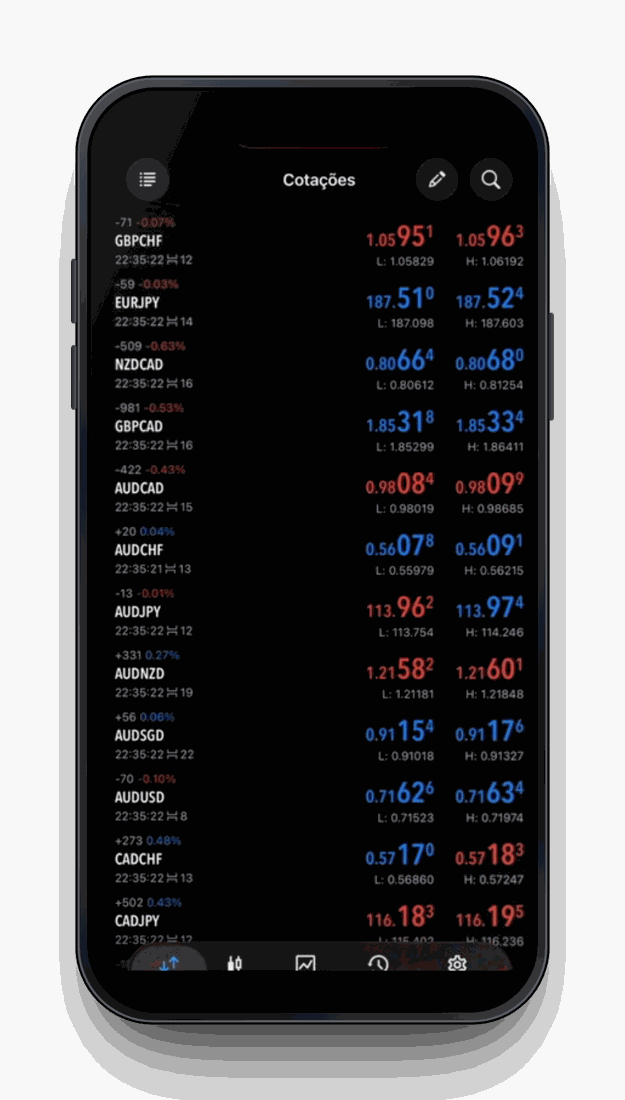 Cotações
-71 -0.07%
GBPCHF 1.05951 1.05963
22:35:22 12 L: 1.05829 H: 1.06192
-59 -0.03%
EURJPY 187.510 187.524
22:35:22 14 L: 187.098 H: 187.603
-509 -0.63%
NZDCAD 0.80664 0.80680
22:35:22 16 L: 0.80612 H: 0.81254
-981 -0.53%
GBPCAD 1.85318 1.85334
22:35:22 16 L: 1.85299 H: 1.86411
-422 -0.43%
AUDCAD 0.98084 0.98099
22:35:22 15 L: 0.98019 H: 0.98685
+20 0.04%
AUDCHF 0.56078 0.56091
22:35:21 13 L: 0.55979 H: 0.56215
-13 -0.01%
AUDJPY 113.962 113.974
22:35:22 12 L: 113.754 H: 114.246
+331 0.27%
AUDNZD 1.21582 1.21601
22:35:22 19 L: 1.21181 H: 1.21848
+56 0.06%
AUDSGD 0.91154 0.91176
22:35:22 22 L: 0.91018 H: 0.91327
-70 -0.10%
AUDUSD 0.71626 0.71634
22:35:22 8 L: 0.71523 H: 0.71974
+273 0.48%
CADCHF 0.57170 0.57183
22:35:22 13 L: 0.56860 H: 0.57247
+502 0.43%
CADJPY 116.183 116.195
22:35:22 12 L: 115.402 H: 116.236